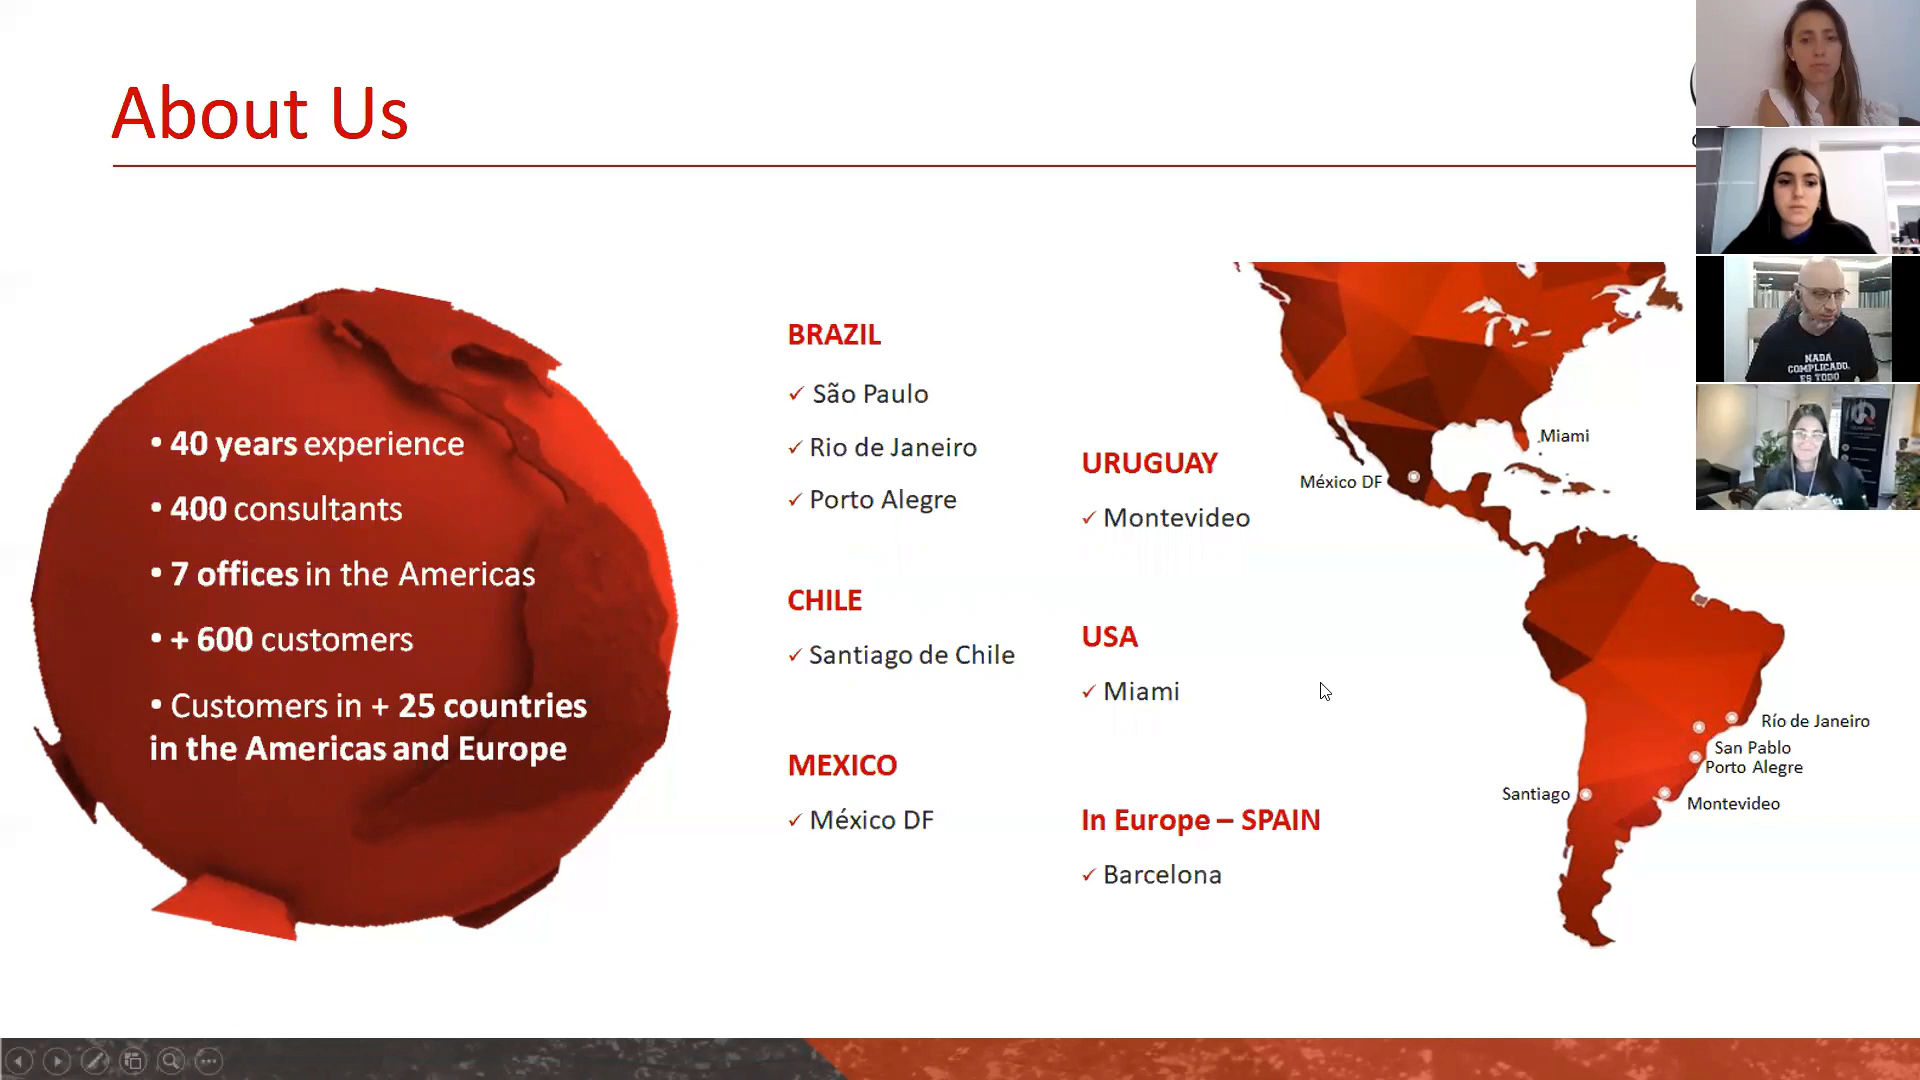 About Us
• 40 years experience
• 400 consultants
• 7 offices in the Americas
• + 600 customers
• Customers in + 25 countries
in the Americas and Europe
BRAZIL
✓ São Paulo
✓ Rio de Janeiro
✓ Porto Alegre
CHILE
✓ Santiago de Chile
MEXICO
✓ México DF
URUGUAY
✓ Montevideo
USA
✓ Miami
In Europe – SPAIN
✓ Barcelona
Miami
México DF
Río de Janeiro
San Pablo
Porto Alegre
Santiago
Montevideo
NADA
COMPLICADO,
ES TODO